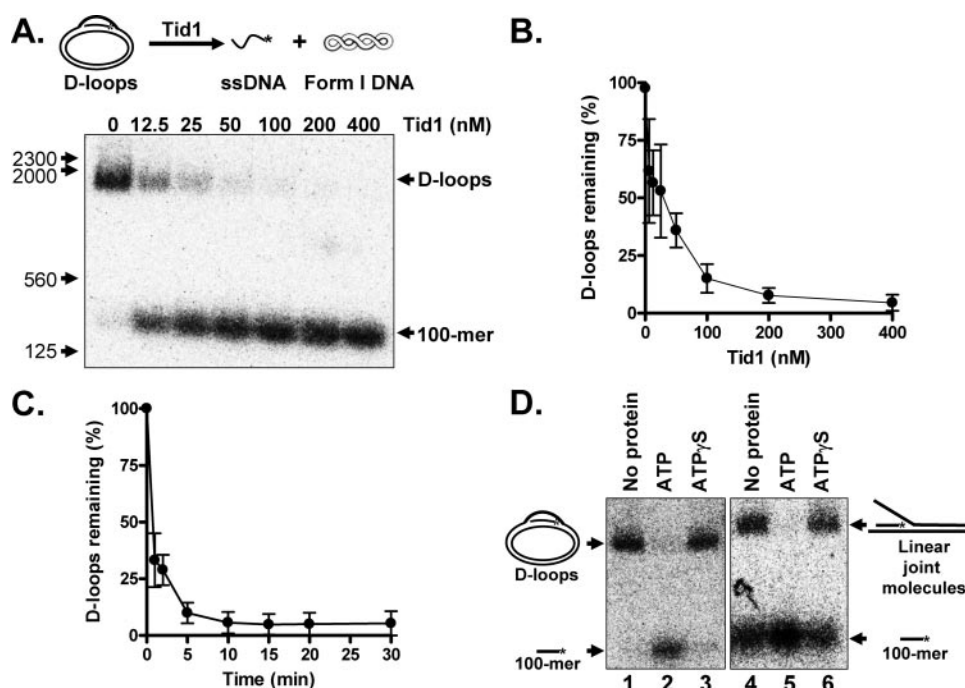 A.
Tid1
*
+
D-loops
ssDNA
Form I DNA
0 12.5 25 50 100 200 400 Tid1 (nM)
2300
2000
D-loops
560
100-mer
125
B.
D-loops remaining (%)
100
75
50
25
0
0 100 200 300 400
Tid1 (nM)
C.
D-loops remaining (%)
100
75
50
25
0
0 5 10 15 20 25 30
Time (min)
D.
No protein
ATP
ATPγS
No protein
ATP
ATPγS
*
D-loops
*
Linear
joint
molecules
*
100-mer
*
100-mer
1 2 3 4 5 6